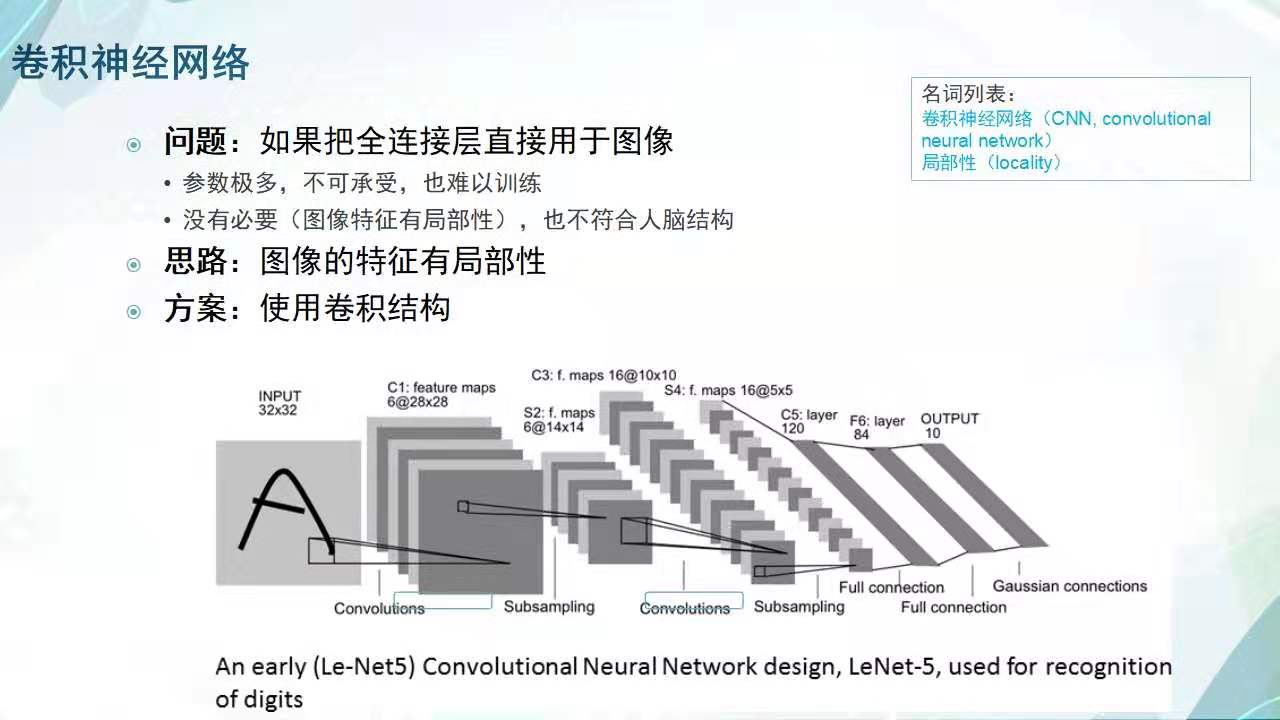 卷积神经网络
名词列表：
卷积神经网络（CNN, convolutional
neural network）
局部性（locality）
问题：如果把全连接层直接用于图像
• 参数极多，不可承受，也难以训练
• 没有必要（图像特征有局部性），也不符合人脑结构
思路：图像的特征有局部性
方案：使用卷积结构
INPUT
32x32
C1: feature maps
6@28x28
S2: f. maps
6@14x14
C3: f. maps 16@10x10
S4: f. maps 16@5x5
C5: layer
120
F6: layer
84
OUTPUT
10
Convolutions
Subsampling
Convolutions
Subsampling
Full connection
Full connection
Gaussian connections
An early (Le-Net5) Convolutional Neural Network design, LeNet-5, used for recognition
of digits